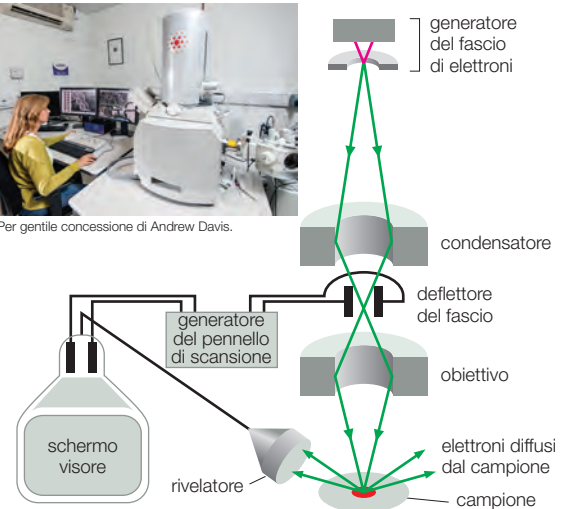 generatore
del fascio
di elettroni
Per gentile concessione di Andrew Davis.
condensatore
deflettore
del fascio
generatore
del pennello
di scansione
obiettivo
schermo
visore
elettroni diffusi
dal campione
rivelatore
campione